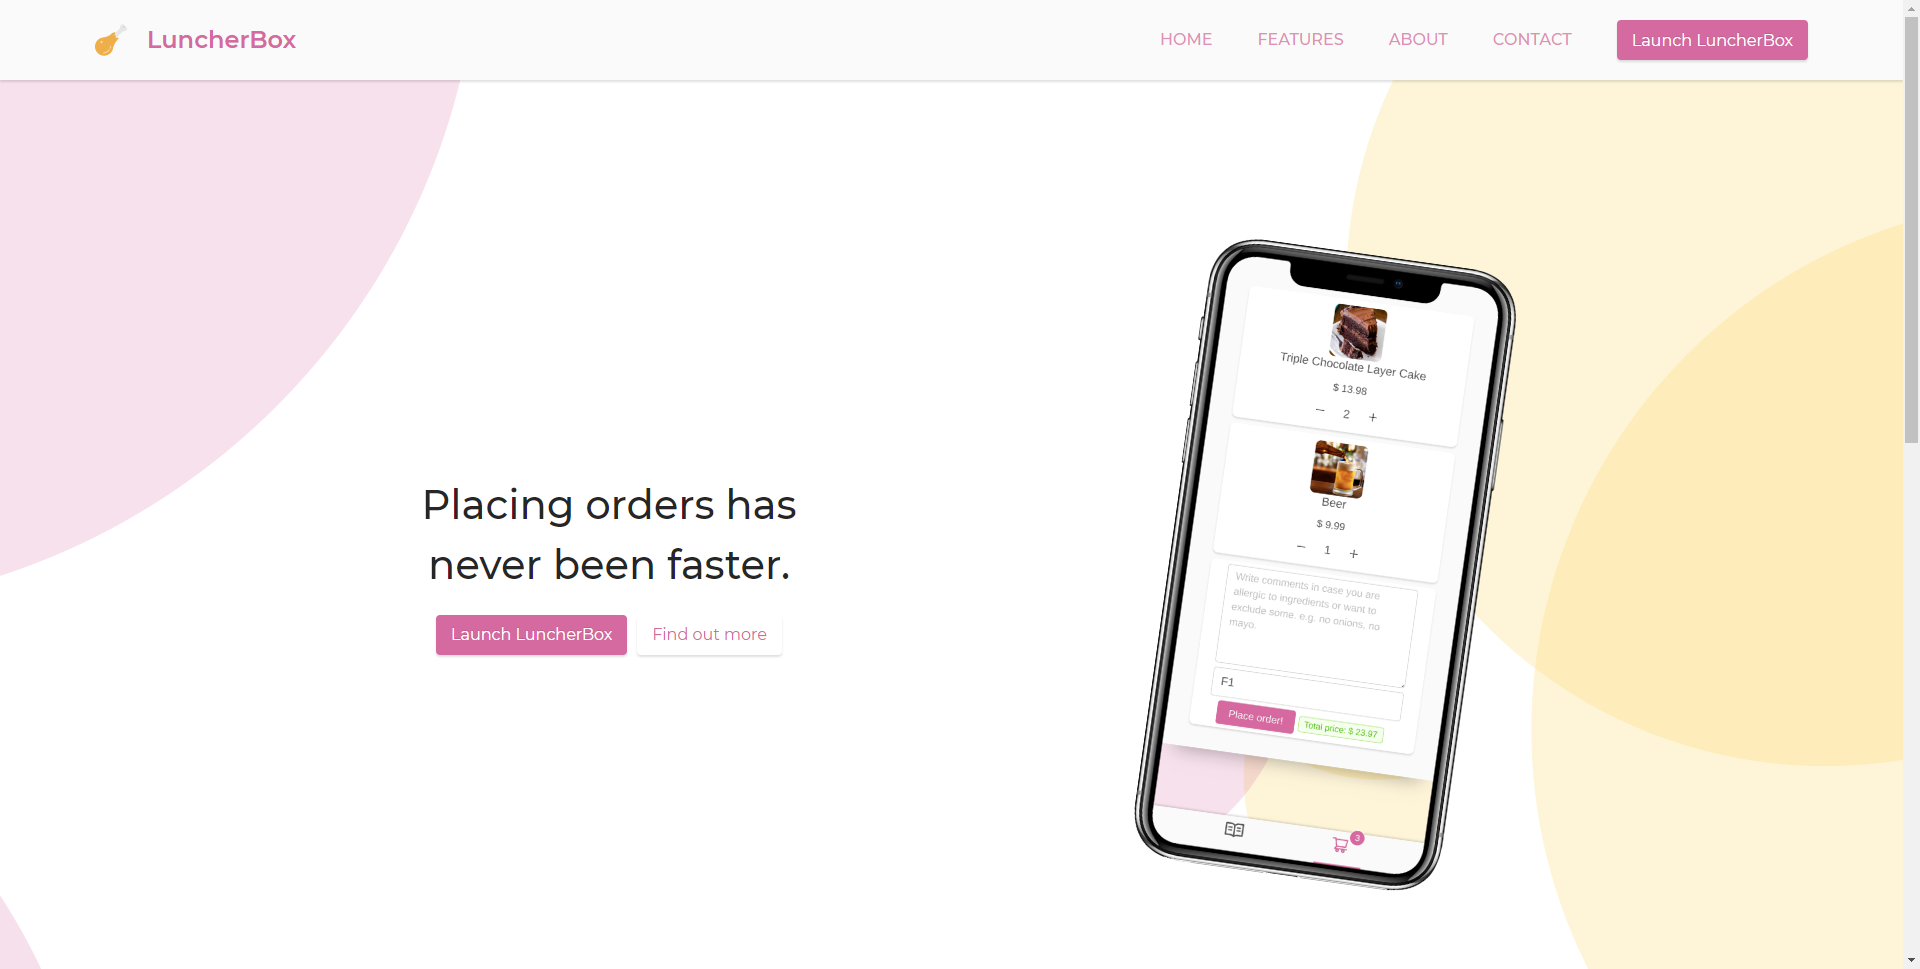 LuncherBox
HOME
FEATURES
ABOUT
CONTACT
Launch LuncherBox
Placing orders has
never been faster.
Launch LuncherBox
Find out more
Triple Chocolate Layer Cake
$ 13.98
2
Beer
$ 9.99
1
Write comments in case you are
allergic to ingredients or want to
exclude some. e.g. no onions, no
mayo.
F1
Place order!
Total price: $ 23.97
3